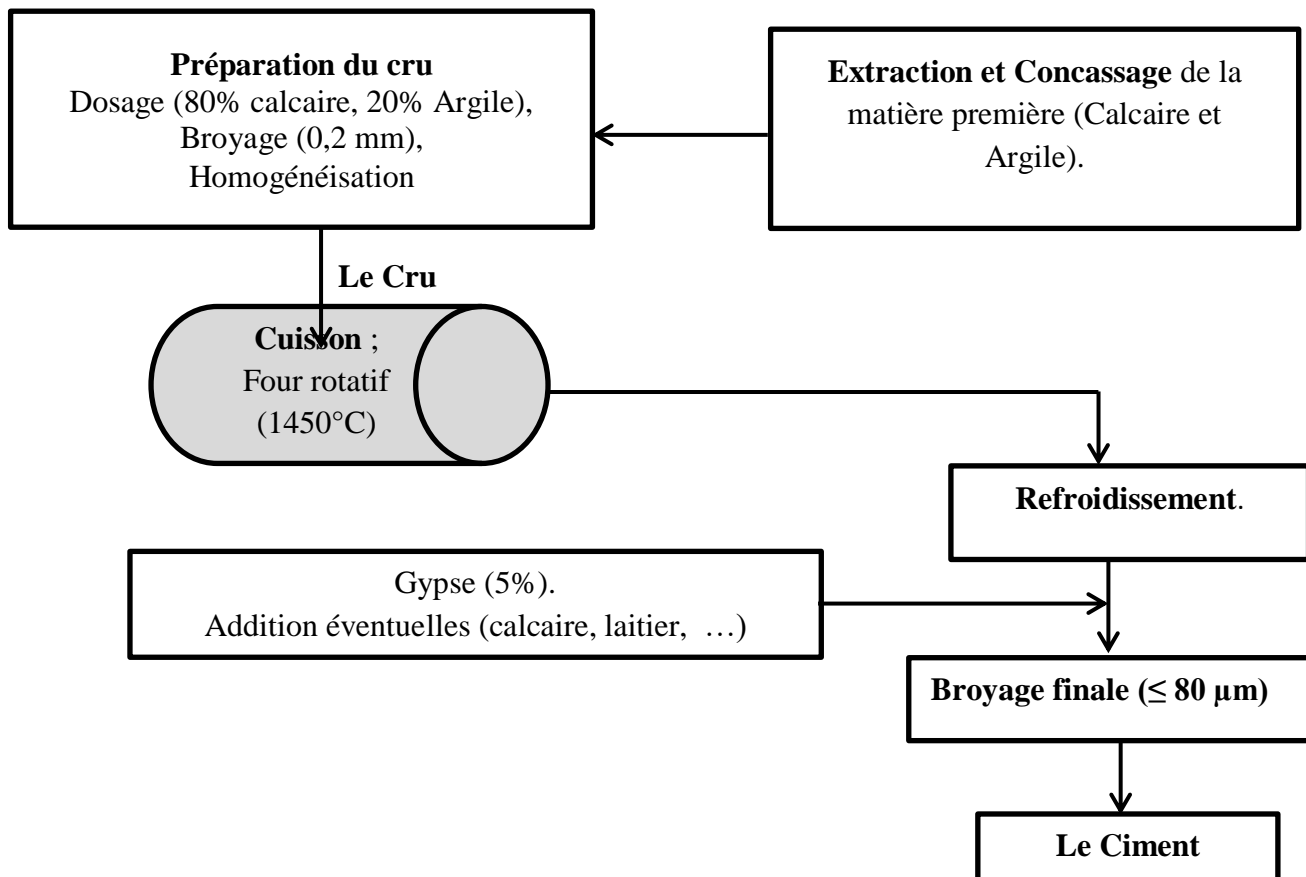 Préparation du cru
Dosage (80% calcaire, 20% Argile),
Broyage (0,2 mm),
Homogénéisation
Extraction et Concassage de la
matière première (Calcaire et
Argile).
Le Cru
Cuisson ;
Four rotatif
(1450°C)
Refroidissement.
Gypse (5%).
Addition éventuelles (calcaire, laitier, …)
Broyage finale (≤ 80 µm)
Le Ciment